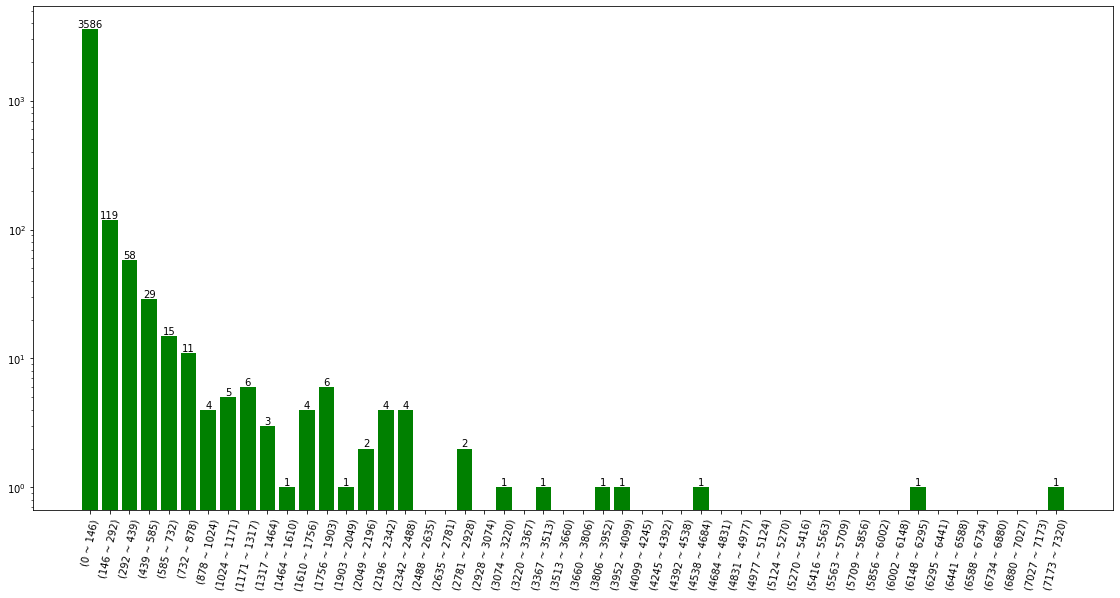 3586
119
58
29
15
11
4
5
6
3
1
4
6
1
2
4
4
2
1
1
1
1
1
1
1
10³
10²
10¹
10⁰
(0 ~ 146)
(146 ~ 292)
(292 ~ 439)
(439 ~ 585)
(585 ~ 732)
(732 ~ 878)
(878 ~ 1024)
(1024 ~ 1171)
(1171 ~ 1317)
(1317 ~ 1464)
(1464 ~ 1610)
(1610 ~ 1756)
(1756 ~ 1903)
(1903 ~ 2049)
(2049 ~ 2196)
(2196 ~ 2342)
(2342 ~ 2488)
(2488 ~ 2635)
(2635 ~ 2781)
(2781 ~ 2928)
(2928 ~ 3074)
(3074 ~ 3220)
(3220 ~ 3367)
(3367 ~ 3513)
(3513 ~ 3660)
(3660 ~ 3806)
(3806 ~ 3952)
(3952 ~ 4099)
(4099 ~ 4245)
(4245 ~ 4392)
(4392 ~ 4538)
(4538 ~ 4684)
(4684 ~ 4831)
(4831 ~ 4977)
(4977 ~ 5124)
(5124 ~ 5270)
(5270 ~ 5416)
(5416 ~ 5563)
(5563 ~ 5709)
(5709 ~ 5856)
(5856 ~ 6002)
(6002 ~ 6148)
(6148 ~ 6295)
(6295 ~ 6441)
(6441 ~ 6588)
(6588 ~ 6734)
(6734 ~ 6880)
(6880 ~ 7027)
(7027 ~ 7173)
(7173 ~ 7320)